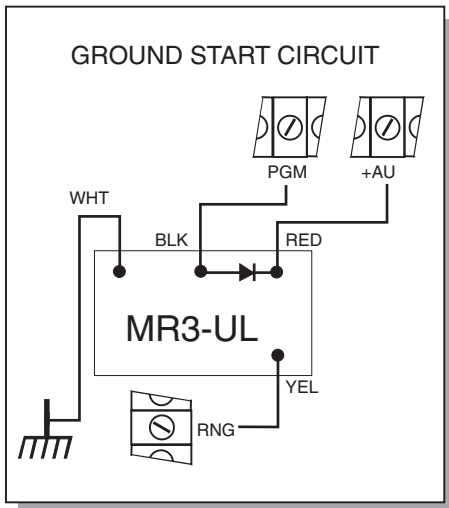 GROUND START CIRCUIT
PGM
+AU
WHT
BLK
RED
MR3-UL
YEL
RNG